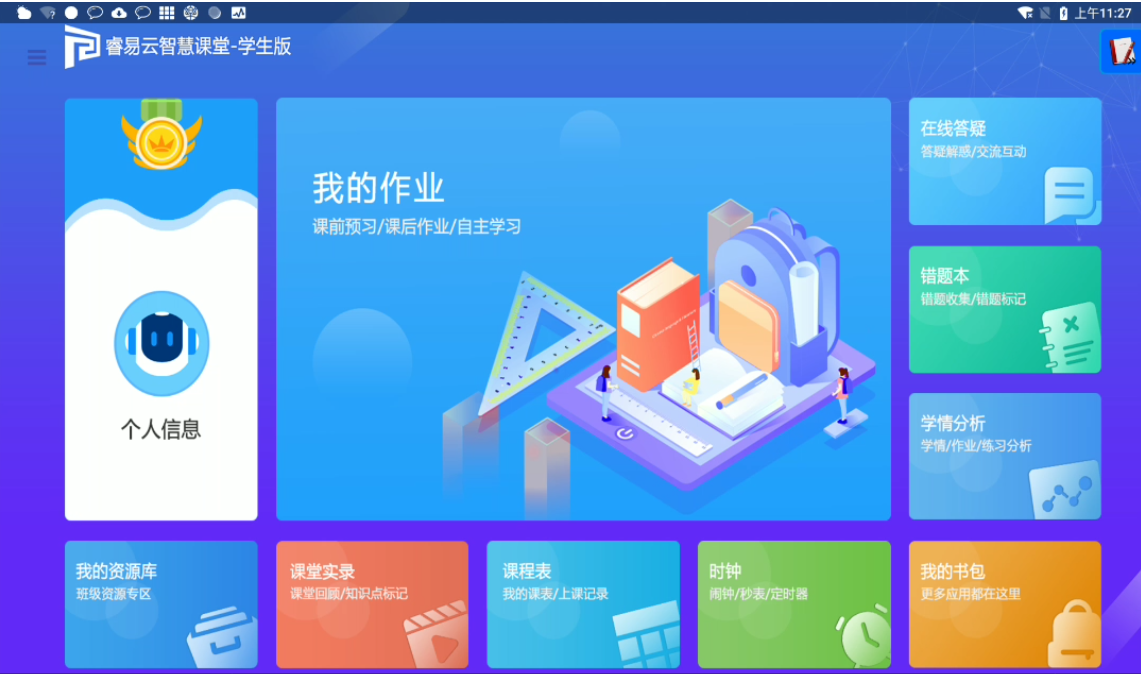 上午11:27
睿易云智慧课堂-学生版
个人信息
我的作业
课前预习/课后作业/自主学习
在线答疑
答疑解惑/交流互动
错题本
错题收集/错题标记
学情分析
学情/作业/练习分析
我的资源库
班级资源专区
课堂实录
课堂回顾/知识点标记
课程表
我的课表/上课记录
时钟
闹钟/秒表/定时器
我的书包
更多应用都在这里